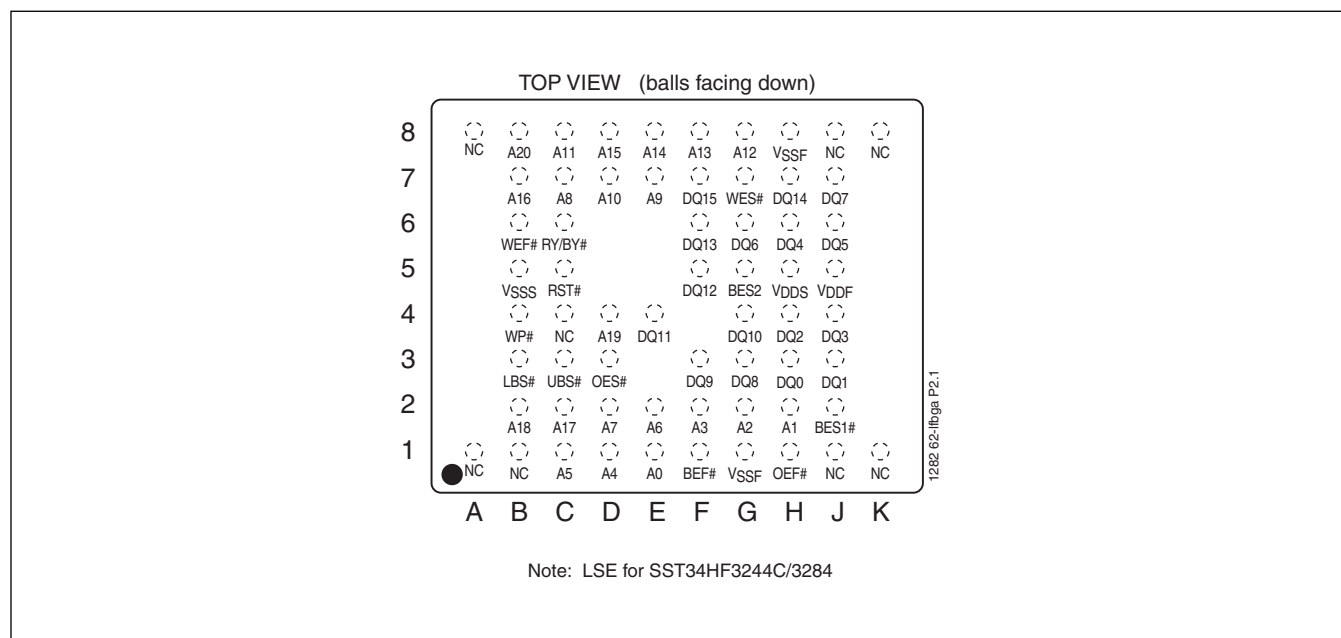 TOP VIEW (balls facing down)
8
NC A20 A11 A15 A14 A13 A12 VSSF NC NC
7
A16 A8 A10 A9 DQ15 WES# DQ14 DQ7
6
WEF# RY/BY# DQ13 DQ6 DQ4 DQ5
5
VSSS RST# DQ12 BES2 VDDS VDDF
4
WP# NC A19 DQ11 DQ10 DQ2 DQ3
3
LBS# UBS# OES# DQ9 DQ8 DQ0 DQ1
2
A18 A17 A7 A6 A3 A2 A1 BES1#
1
NC NC A5 A4 A0 BEF# VSSF OEF# NC NC
A B C D E F G H J K
1282 62-lfbga P2.1
Note: LSE for SST34HF3244C/3284